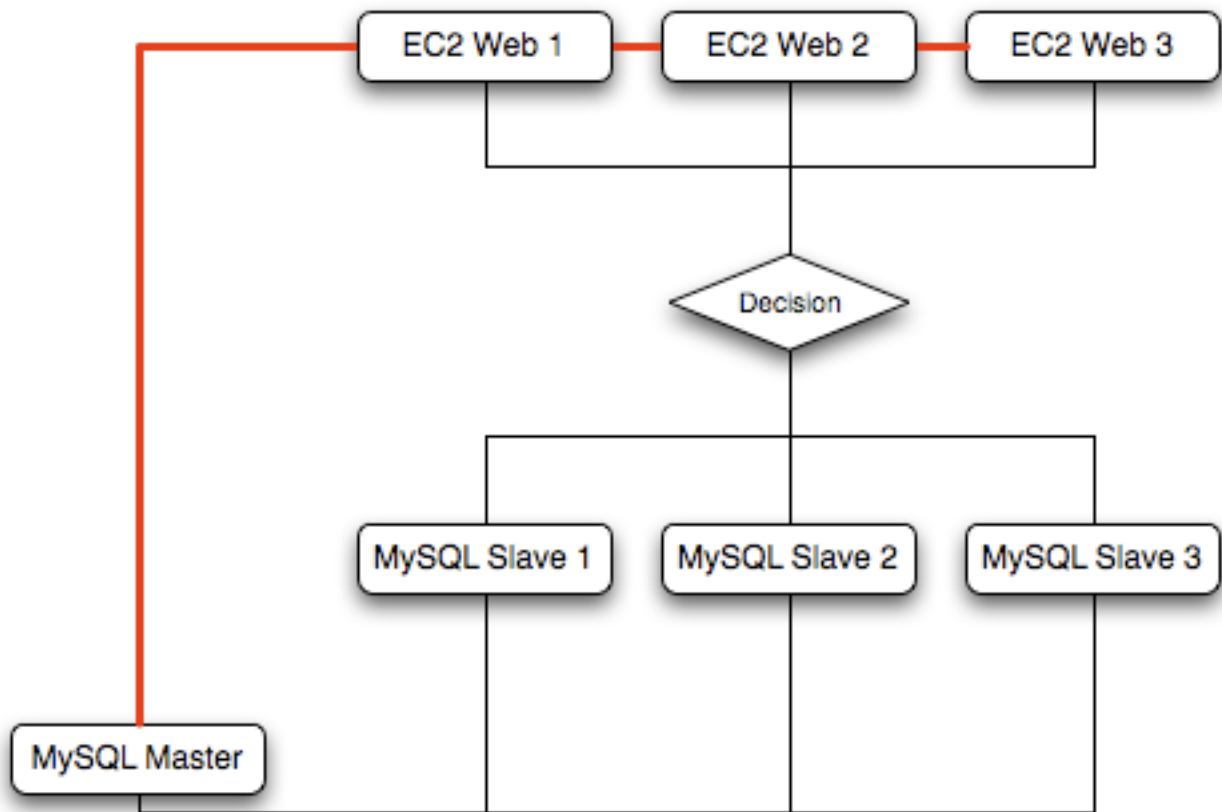 EC2 Web 1
EC2 Web 2
EC2 Web 3
Decision
MySQL Slave 1
MySQL Slave 2
MySQL Slave 3
MySQL Master